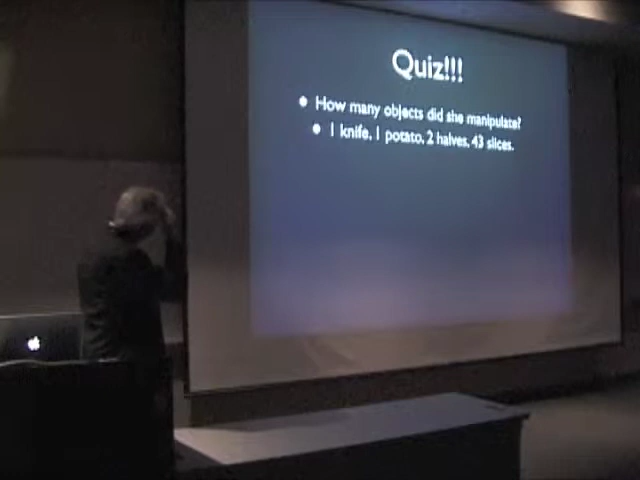 Quiz!!!
How many objects did she manipulate?
1 knife, 1 potato, 2 halves, 43 slices.